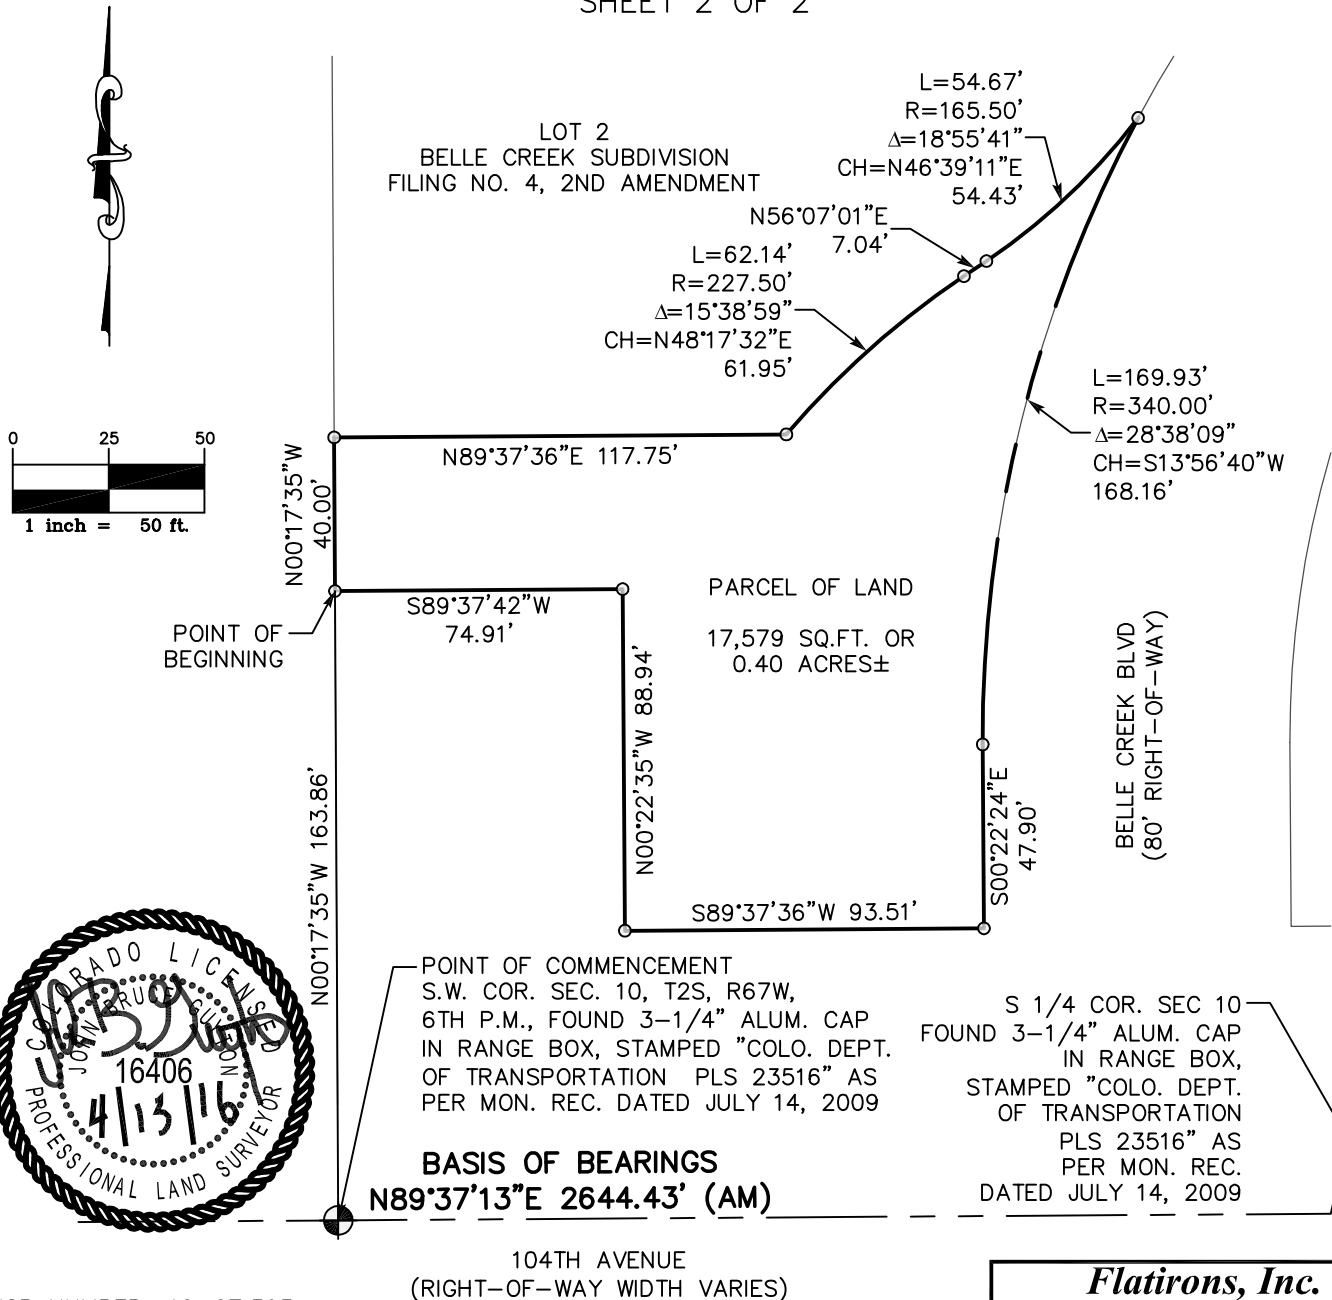 SHEET 2 OF 2
LOT 2
BELLE CREEK SUBDIVISION
FILING NO. 4, 2ND AMENDMENT
L=54.67'
R=165.50'
Δ=18°55'41"
CH=N46°39'11"E
54.43'
N56°07'01"E
7.04'
L=62.14'
R=227.50'
Δ=15°38'59"
CH=N48°17'32"E
61.95'
L=169.93'
R=340.00'
Δ=28°38'09"
CH=S13°56'40"W
168.16'
0 25 50
1 inch = 50 ft.
N00°17'35"W
40.00'
N89°37'36"E 117.75'
S89°37'42"W
74.91'
POINT OF
BEGINNING
PARCEL OF LAND
17,579 SQ.FT. OR
0.40 ACRES±
N00°22'35"W 88.94'
S00°22'24"E
47.90'
BELLE CREEK BLVD
(80' RIGHT-OF-WAY)
N00°17'35"W 163.86'
S89°37'36"W 93.51'
POINT OF COMMENCEMENT
S.W. COR. SEC. 10, T2S, R67W,
6TH P.M., FOUND 3-1/4" ALUM. CAP
IN RANGE BOX, STAMPED "COLO. DEPT.
OF TRANSPORTATION PLS 23516" AS
PER MON. REC. DATED JULY 14, 2009
S 1/4 COR. SEC 10
FOUND 3-1/4" ALUM. CAP
IN RANGE BOX,
STAMPED "COLO. DEPT.
OF TRANSPORTATION
PLS 23516" AS
PER MON. REC.
DATED JULY 14, 2009
COLORADO LICENSED
JOHN BRUCE GUYTON
16406
4/13/16
PROFESSIONAL LAND SURVEYOR
BASIS OF BEARINGS
N89°37'13"E 2644.43' (AM)
104TH AVENUE
(RIGHT-OF-WAY WIDTH VARIES)
Flatirons, Inc.